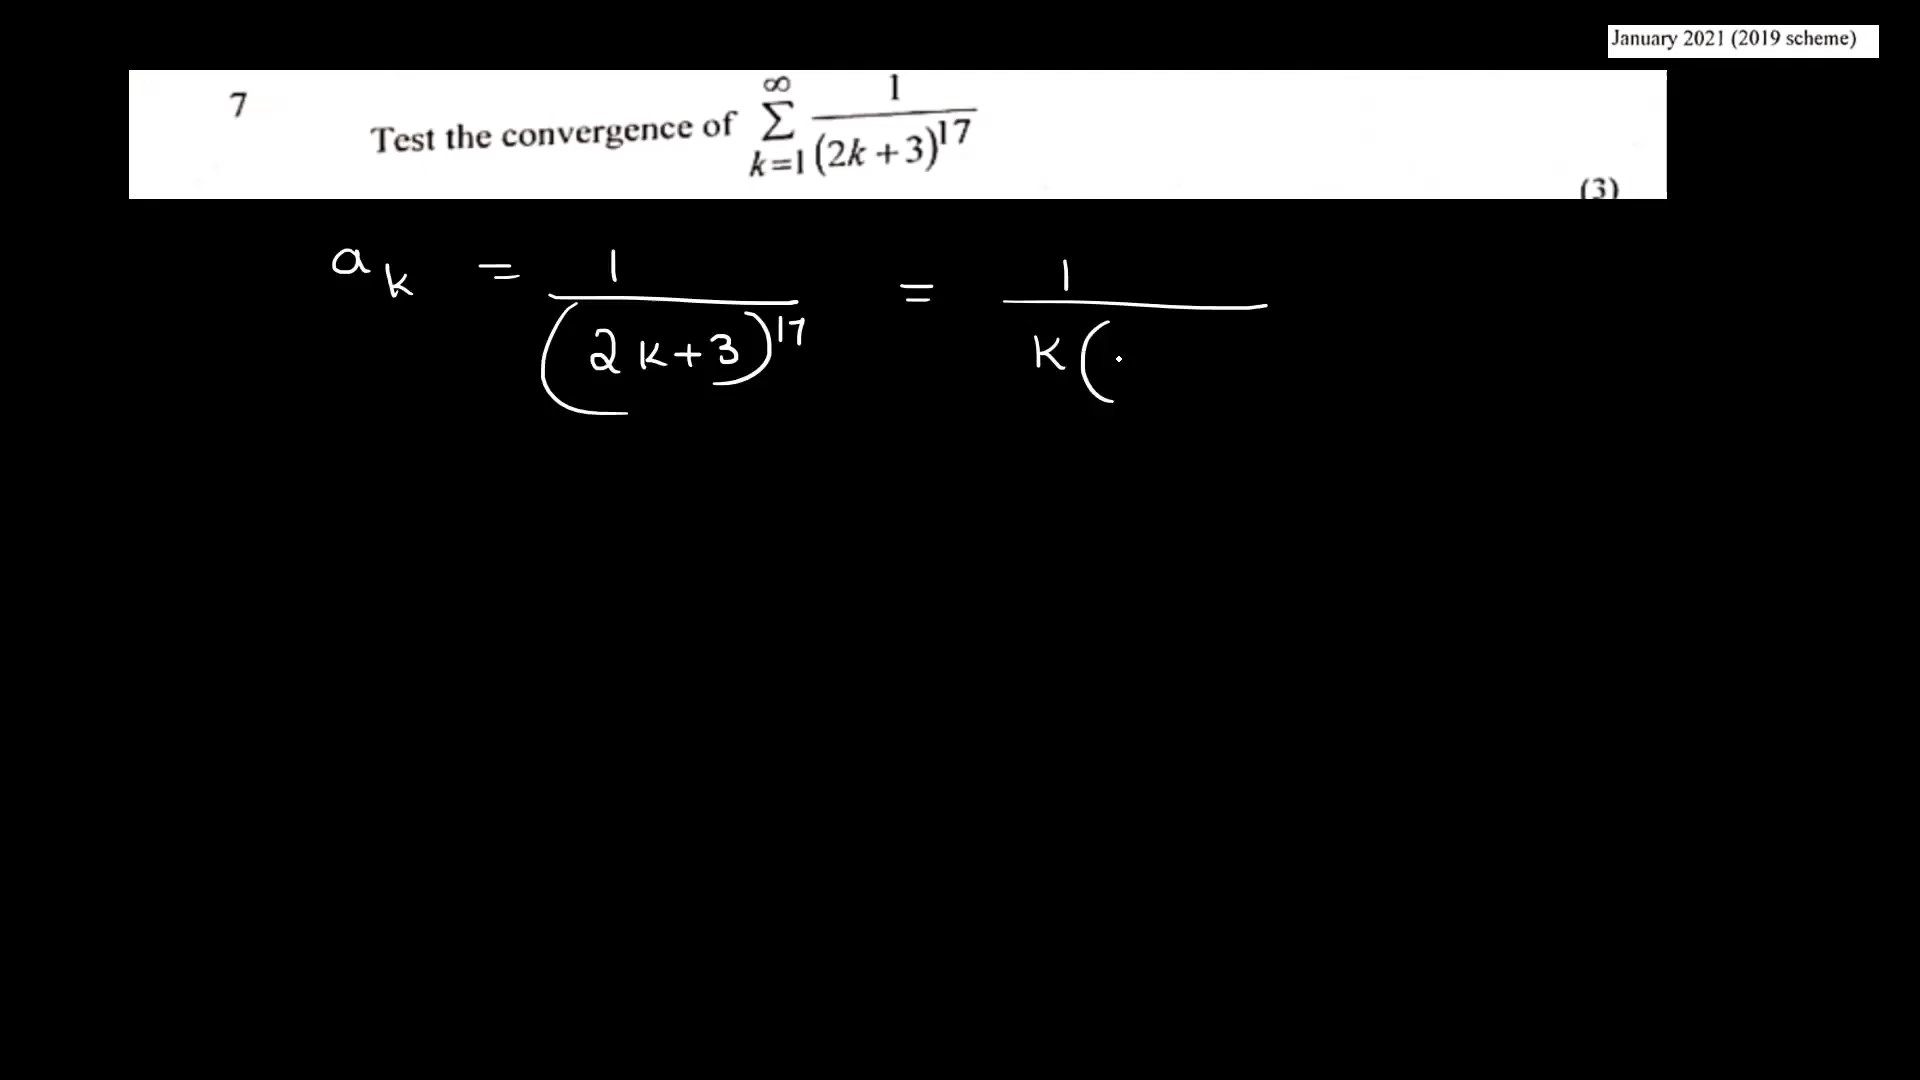 January 2021 (2019 scheme)
7 Test the convergence of ∞ ∑ k=1 1/(2k+3)^17
(3)
a_k = 1/(2k+3)^17 = 1/k(